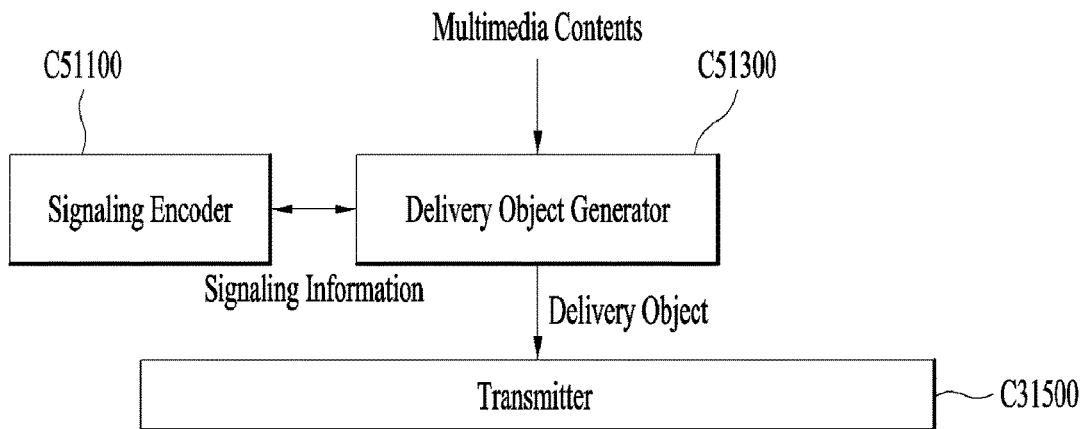 Multimedia Contents
C51100
C51300
Signaling Encoder
Delivery Object Generator
Signaling Information
Delivery Object
Transmitter
C31500